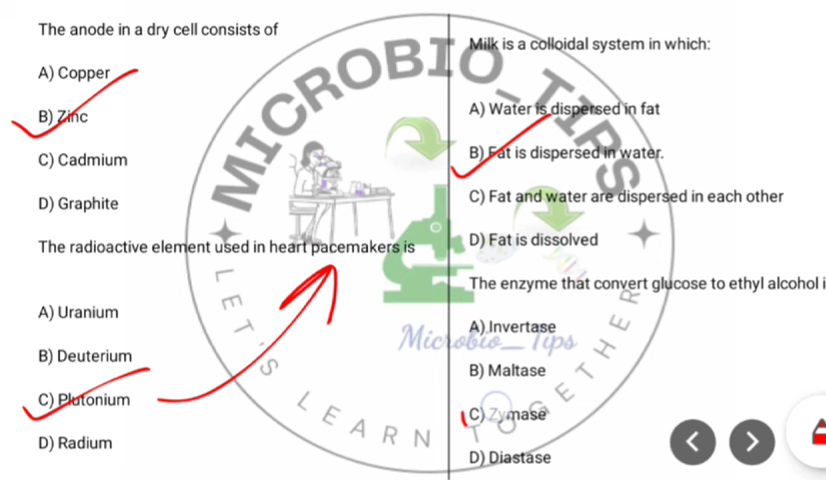 The anode in a dry cell consists of
A) Copper
B) Zinc
C) Cadmium
D) Graphite
The radioactive element used in heart pacemakers is
A) Uranium
B) Deuterium
C) Plutonium
D) Radium
Milk is a colloidal system in which:
A) Water is dispersed in fat
B) Fat is dispersed in water.
C) Fat and water are dispersed in each other
D) Fat is dissolved
The enzyme that convert glucose to ethyl alcohol i
A) Invertase
B) Maltase
C) Zymase
D) Diastase
MICROBIO_TIPS
Microbio_Tips
LET'S LEARN TOGETHER